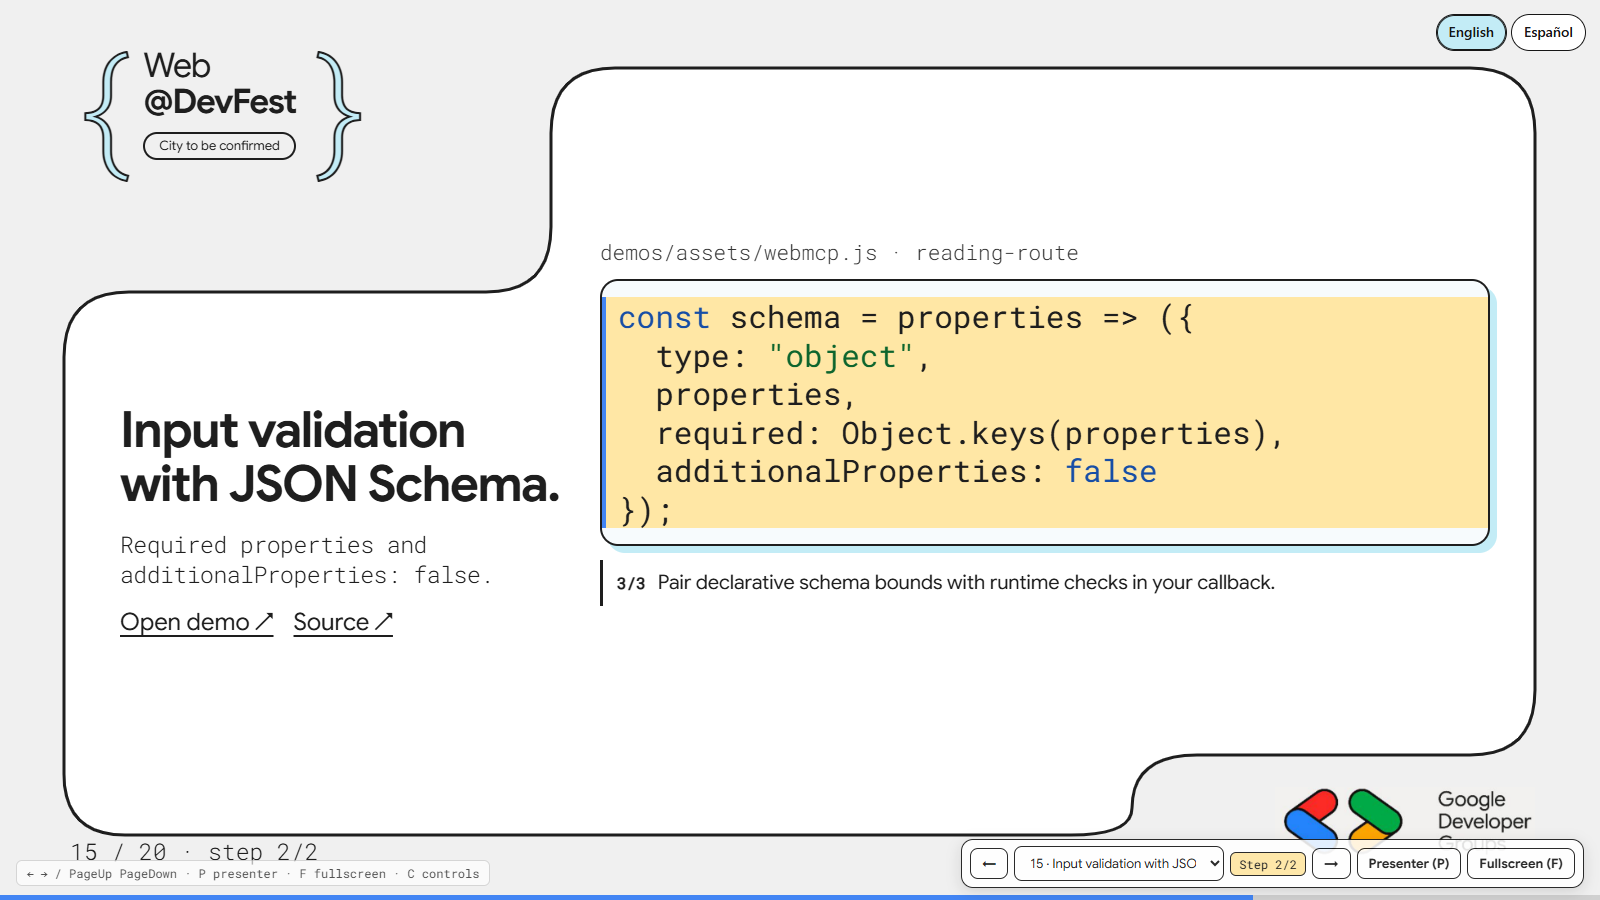 English
Español
Web
@DevFest
City to be confirmed
demos/assets/webmcp.js · reading-route
const schema = properties => ({
  type: "object",
  properties,
  required: Object.keys(properties),
  additionalProperties: false
});
3/3 Pair declarative schema bounds with runtime checks in your callback.
Input validation
with JSON Schema.
Required properties and
additionalProperties: false.
Open demo ↗ Source ↗
Google
Developer
Groups
15 / 20 · step 2/2
← → / PageUp PageDown · P presenter · F fullscreen · C controls
← 15 · Input validation with JSO Step 2/2 → Presenter (P) Fullscreen (F)